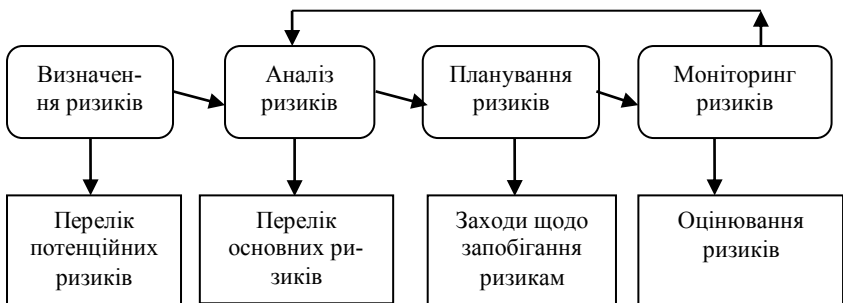 Визначен-
ня ризиків
Аналіз
ризиків
Планування
ризиків
Моніторинг
ризиків
Перелік
потенційних
ризиків
Перелік
основних ри-
зиків
Заходи щодо
запобігання
ризикам
Оцінювання
ризиків